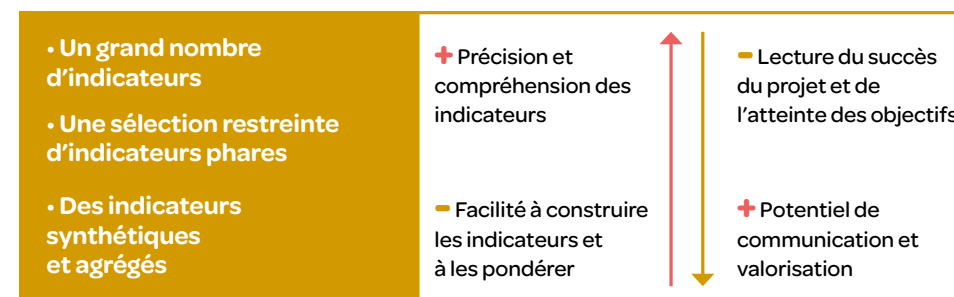 • Un grand nombre
d’indicateurs
• Une sélection restreinte
d’indicateurs phares
• Des indicateurs
synthétiques
et agrégés
+ Précision et
compréhension des
indicateurs
- Facilité à construire
les indicateurs et
à les pondérer
- Lecture du succès
du projet et de
l’atteinte des objectifs
+ Potentiel de
communication et
valorisation